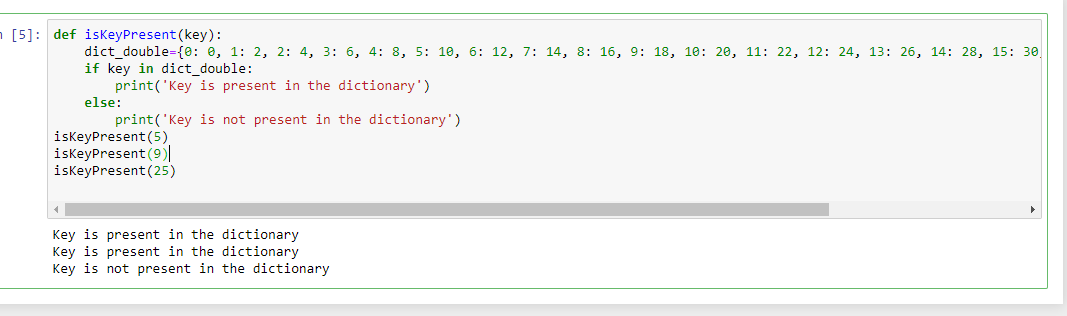 [5]: def isKeyPresent(key):
dict_double={0: 0, 1: 2, 2: 4, 3: 6, 4: 8, 5: 10, 6: 12, 7: 14, 8: 16, 9: 18, 10: 20, 11: 22, 12: 24, 13: 26, 14: 28, 15: 30,
if key in dict_double:
print('Key is present in the dictionary')
else:
print('Key is not present in the dictionary')
isKeyPresent(5)
isKeyPresent(9)
isKeyPresent(25)
Key is present in the dictionary
Key is present in the dictionary
Key is not present in the dictionary